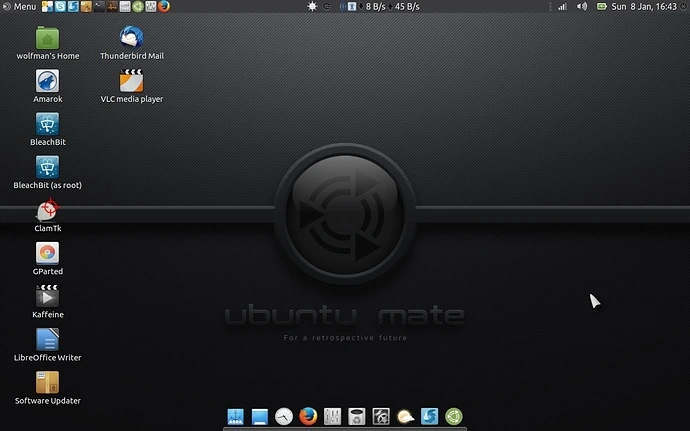 Menu
8 B/s
45 B/s
Sun 8 Jan, 16:43
wolfman's Home
Thunderbird Mail
Amarok
VLC media player
BleachBit
BleachBit (as root)
ClamTk
GParted
Kaffeine
LibreOffice Writer
Software Updater
ubuntu mate
For a retrospective future